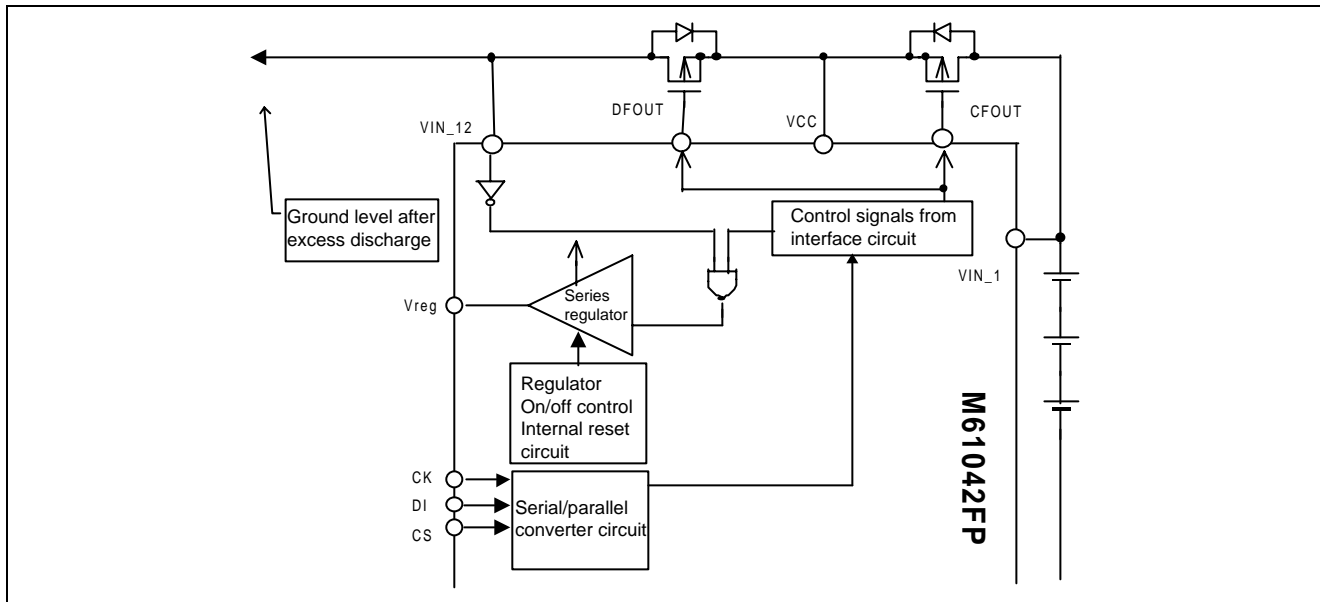 DFOUT
CFOUT
VCC
VIN_12
Ground level after
excess discharge
Control signals from
interface circuit
VIN_1
Vreg
Series
regulator
Regulator
On/off control
Internal reset
circuit
M61042FP
CK
DI
CS
Serial/parallel
converter circuit